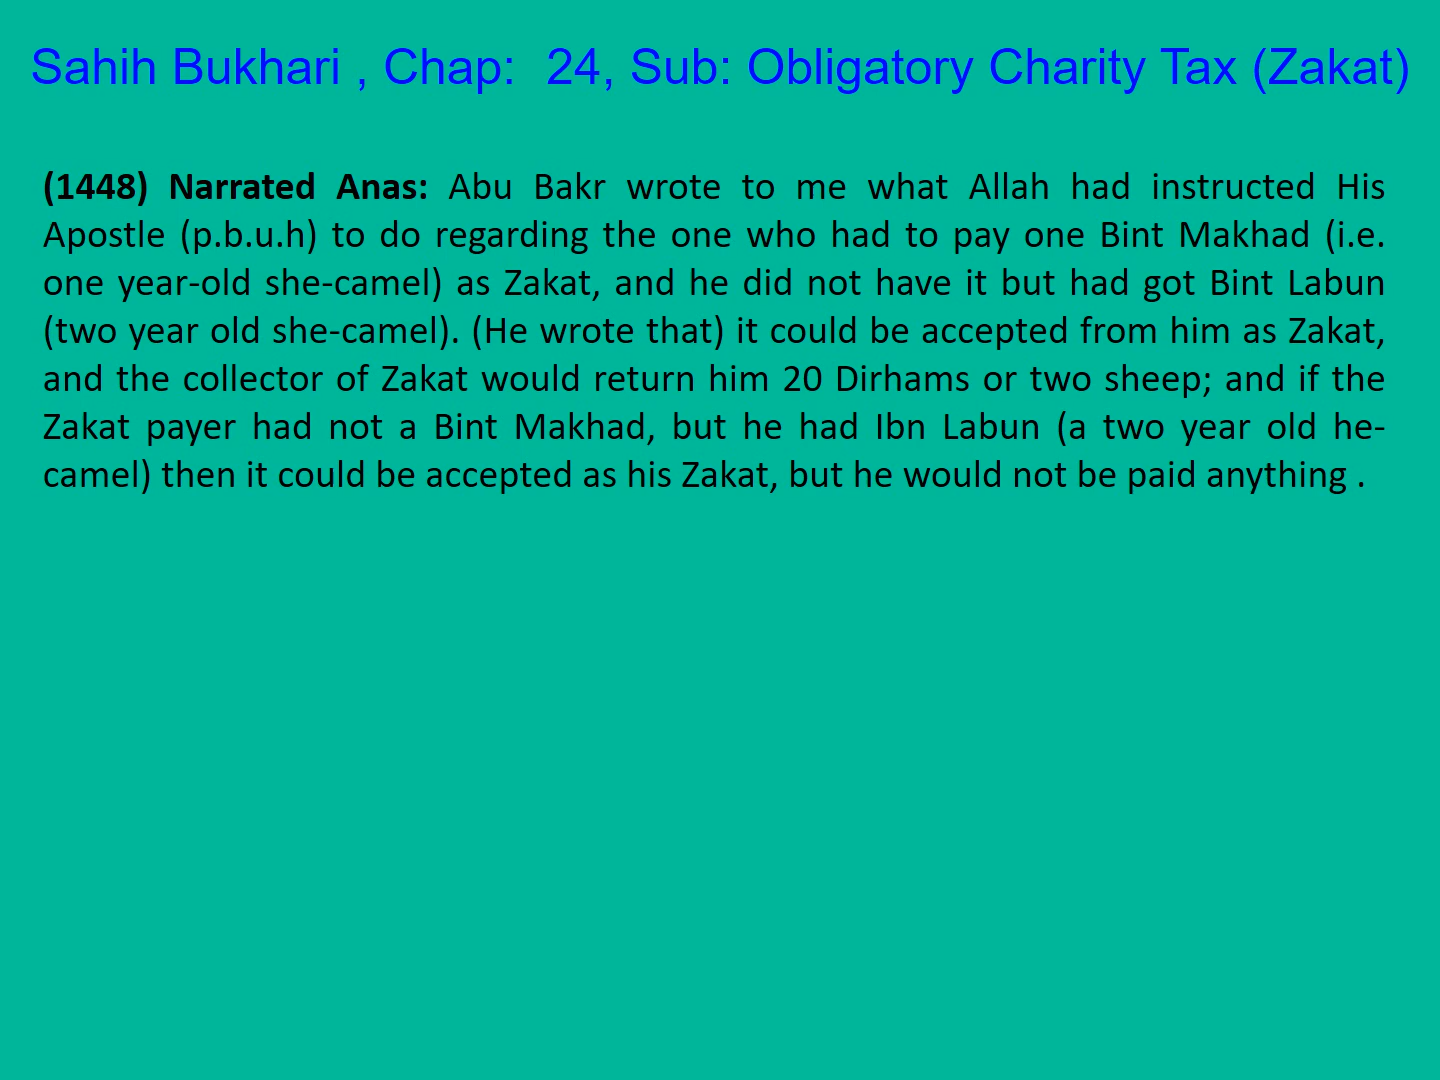 Sahih Bukhari , Chap:  24, Sub: Obligatory Charity Tax (Zakat)
(1448) Narrated Anas: Abu Bakr wrote to me what Allah had instructed His
Apostle (p.b.u.h) to do regarding the one who had to pay one Bint Makhad (i.e.
one year-old she-camel) as Zakat, and he did not have it but had got Bint Labun
(two year old she-camel). (He wrote that) it could be accepted from him as Zakat,
and the collector of Zakat would return him 20 Dirhams or two sheep; and if the
Zakat payer had not a Bint Makhad, but he had Ibn Labun (a two year old he-
camel) then it could be accepted as his Zakat, but he would not be paid anything .